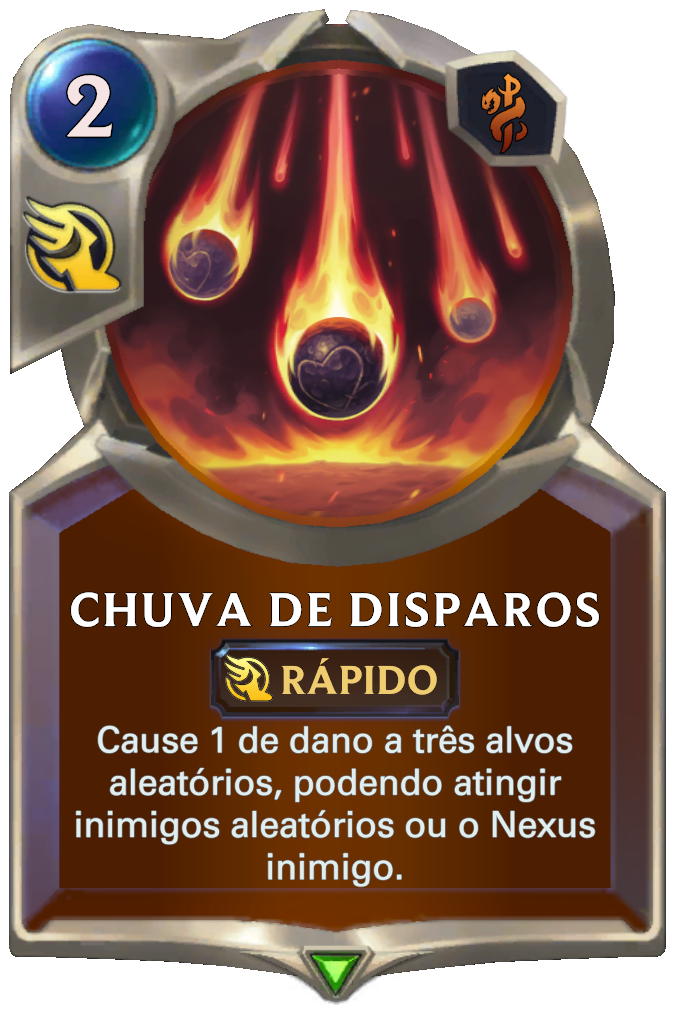 2
CHUVA DE DISPAROS
RÁPIDO
Cause 1 de dano a três alvos
aleatórios, podendo atingir
inimigos aleatórios ou o Nexus
inimigo.